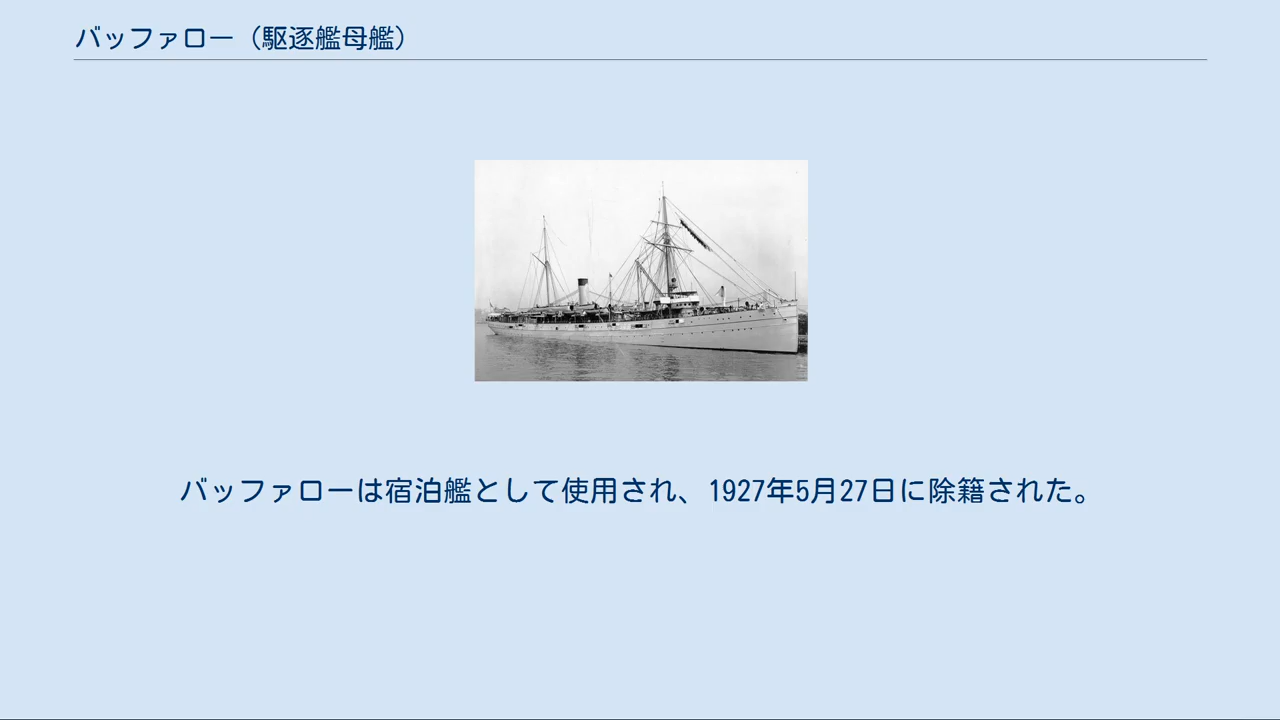 バッファロー（駆逐艦母艦）
バッファローは宿泊艦として使用され、1927年5月27日に除籍された。